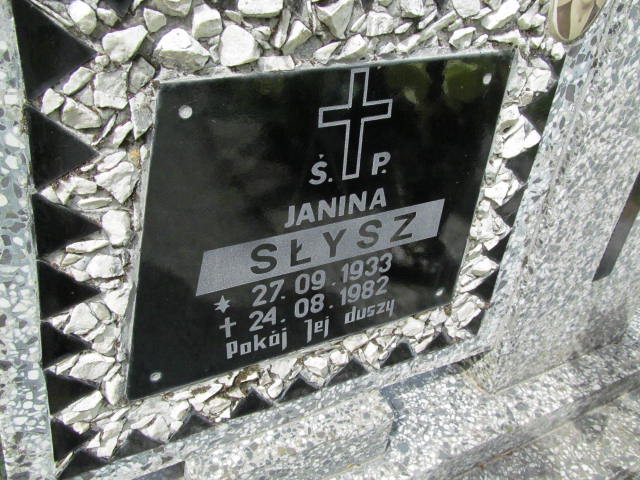 Ś. P.
JANINA
SŁYSZ
27.09.1933
24.08.1982
Pokój Jej duszy